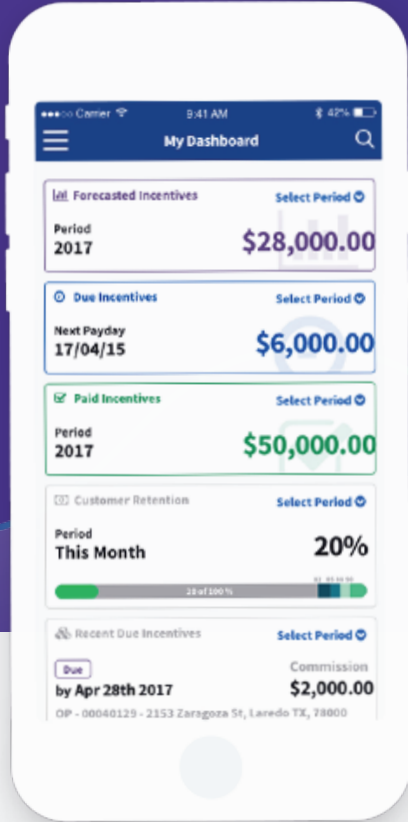 Carrier 9:41 AM 42%
My Dashboard
Forecasted Incentives Select Period
Period
2017 $28,000.00
Due Incentives Select Period
Next Payday
17/04/15 $6,000.00
Paid Incentives Select Period
Period
2017 $50,000.00
Customer Retention Select Period
Period
This Month 20%
20 of 100 %
Recent Due Incentives Select Period
Due Commission
by Apr 28th 2017 $2,000.00
OP - 00040129 - 2153 Zaragoza St, Laredo TX, 78000